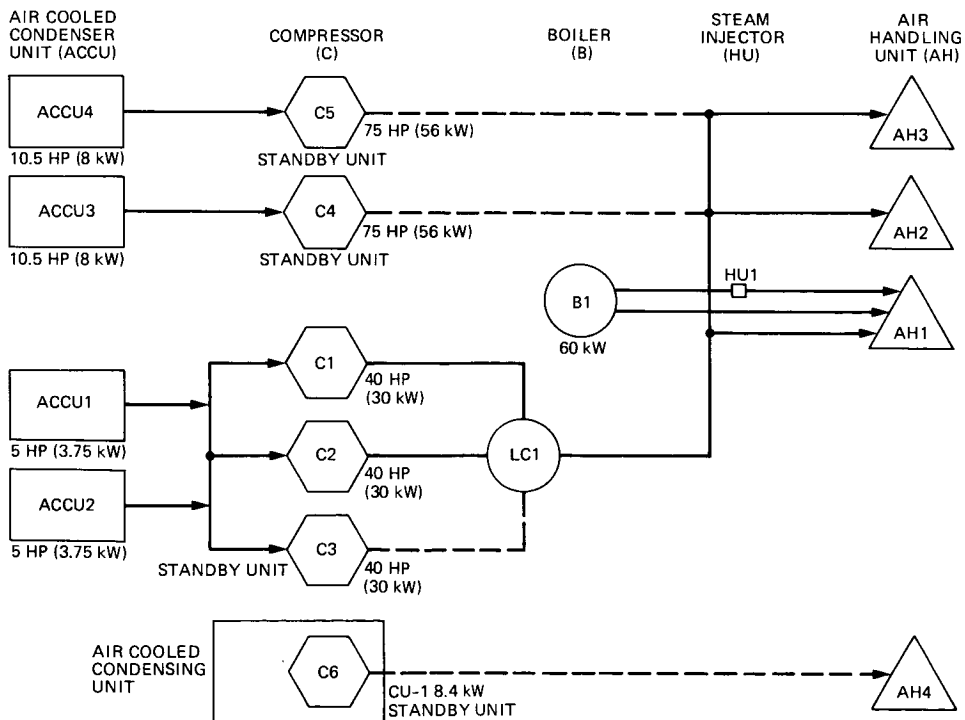 AIR COOLED
CONDENSER
UNIT (ACCU)
COMPRESSOR
(C)
BOILER
(B)
STEAM
INJECTOR
(HU)
AIR
HANDLING
UNIT (AH)
ACCU4
10.5 HP (8 kW)
C5
75 HP (56 kW)
STANDBY UNIT
AH3
ACCU3
10.5 HP (8 kW)
C4
75 HP (56 kW)
STANDBY UNIT
AH2
B1
60 kW
HU1
AH1
ACCU1
5 HP (3.75 kW)
ACCU2
5 HP (3.75 kW)
C1
40 HP
(30 kW)
C2
40 HP
(30 kW)
LC1
C3
40 HP
(30 kW)
STANDBY UNIT
AIR COOLED
CONDENSING
UNIT
C6
CU-1 8.4 kW
STANDBY UNIT
AH4